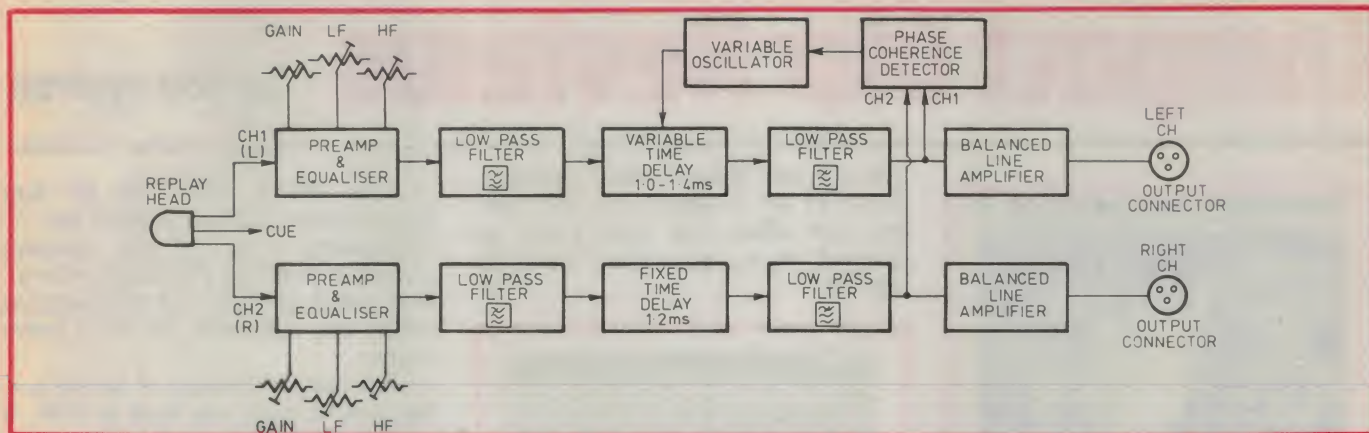 GAIN LF HF
VARIABLE
OSCILLATOR
PHASE
COHERENCE
DETECTOR
CH2 CH1
CH1
(L)
PREAMP
&
EQUALISER
LOW PASS
FILTER
VARIABLE
TIME
DELAY
1·0-1·4ms
LOW PASS
FILTER
BALANCED
LINE
AMPLIFIER
LEFT
CH
OUTPUT
CONNECTOR
REPLAY
HEAD
CUE
CH2
(R)
PREAMP
&
EQUALISER
LOW PASS
FILTER
FIXED
TIME
DELAY
1·2ms
LOW PASS
FILTER
BALANCED
LINE
AMPLIFIER
RIGHT
CH
OUTPUT
CONNECTOR
GAIN LF HF